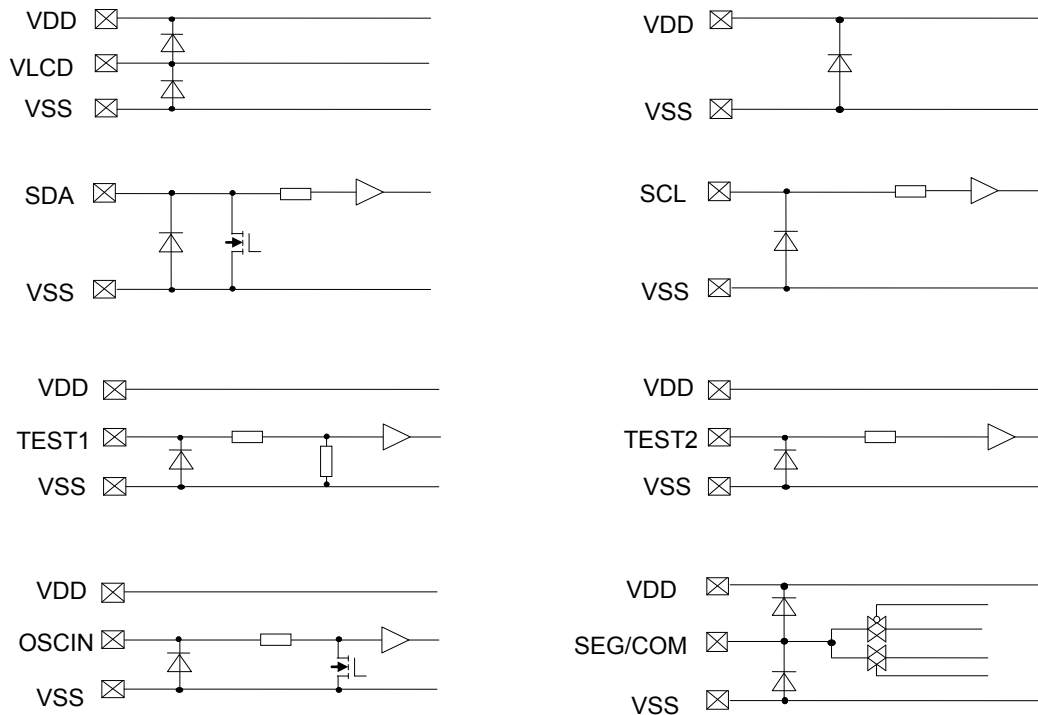 VDD
VLCD
VSS
VDD
VSS
SDA
VSS
SCL
VSS
VDD
TEST1
VSS
VDD
TEST2
VSS
VDD
OSCIN
VSS
VDD
SEG/COM
VSS